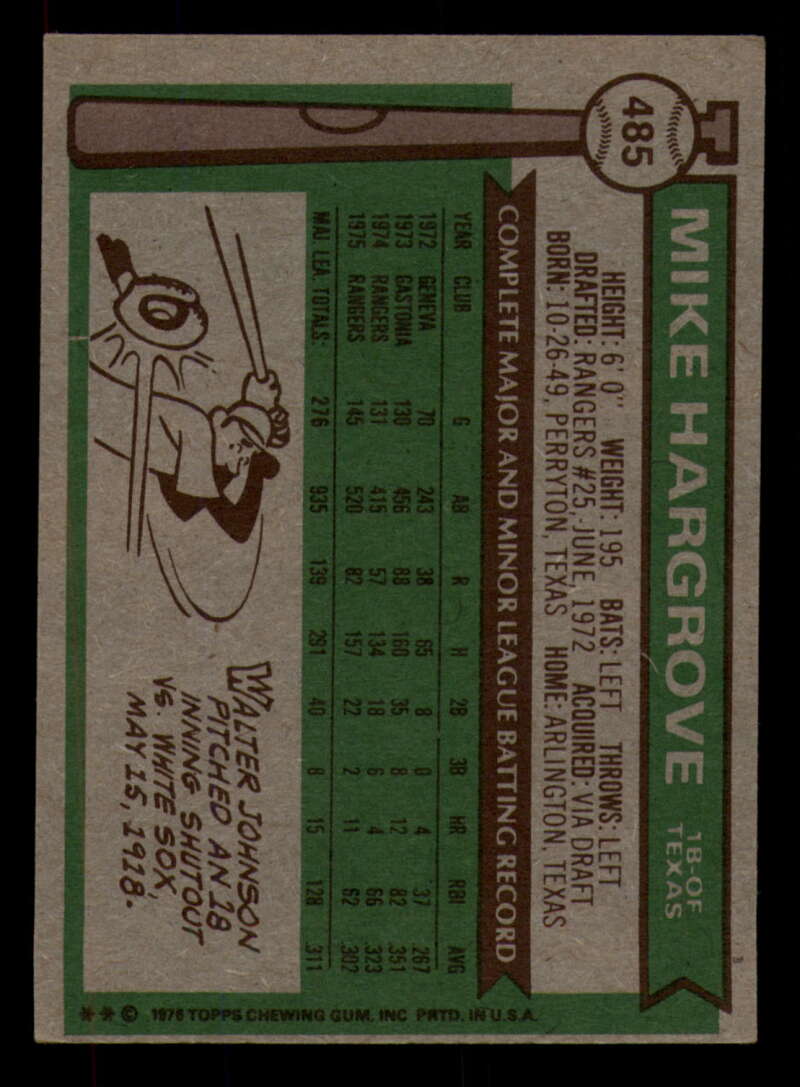 485
MIKE HARGROVE
1B-OF
TEXAS
HEIGHT: 6' 0" WEIGHT: 195 BATS: LEFT THROWS: LEFT
DRAFTED: RANGERS #25, JUNE, 1972 ACQUIRED: VIA DRAFT
BORN: 10-26-49, PERRYTON, TEXAS HOME: ARLINGTON, TEXAS
COMPLETE MAJOR AND MINOR LEAGUE BATTING RECORD
YEAR CLUB G AB R H 2B 3B HR RBI AVG
1972 GENEVA 70 243 38 65 8 0 4 37 .267
1973 GASTONIA 130 456 88 160 35 8 12 82 .351
1974 RANGERS 131 415 57 134 18 6 4 66 .323
1975 RANGERS 145 520 82 157 22 2 11 62 .302
MAJ. LEA. TOTALS: 276 935 139 291 40 8 15 128 .311
WALTER JOHNSON
PITCHED AN 18
INNING SHUTOUT
VS. WHITE SOX,
MAY 15, 1918.
** © 1976 TOPPS CHEWING GUM, INC PRTD. IN U.S.A.